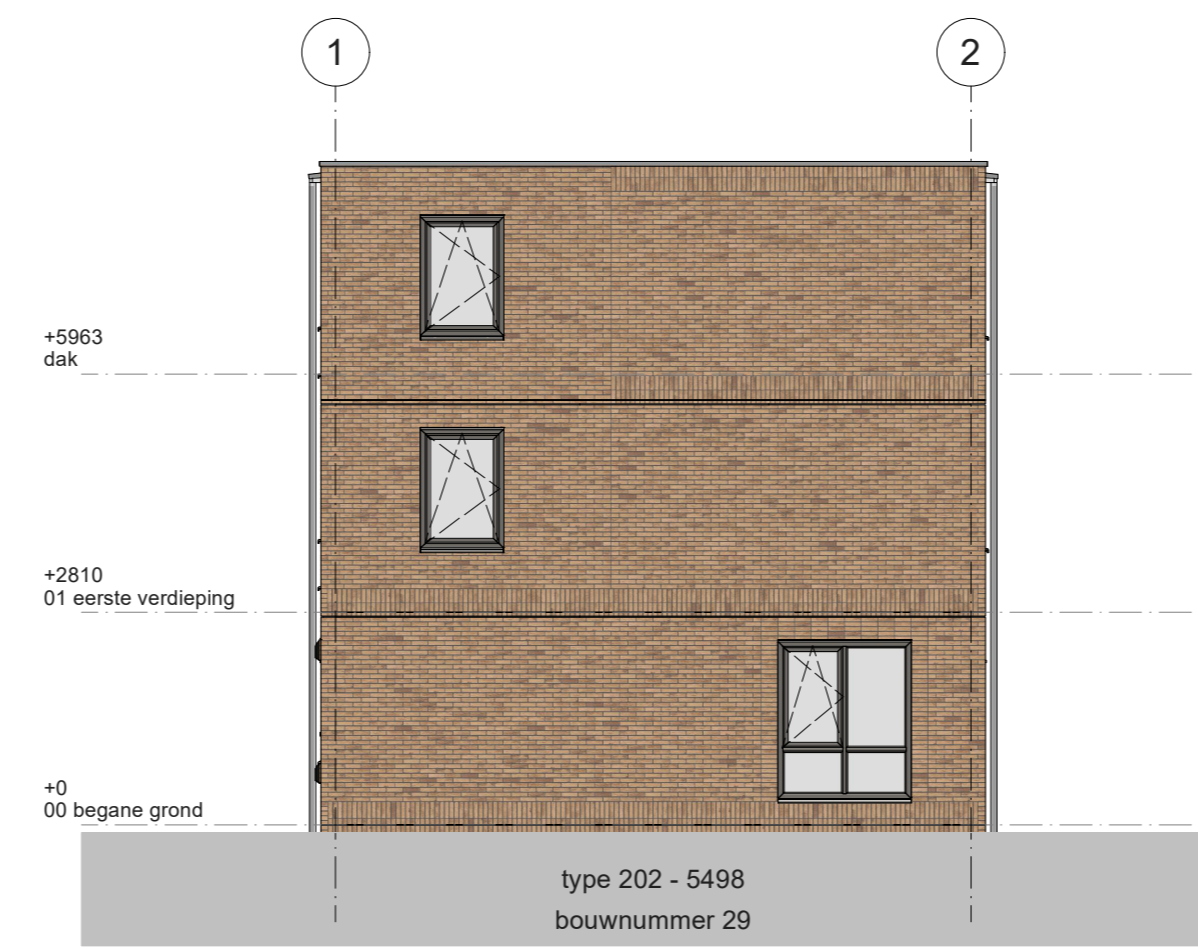 1
2
+5963
dak
+2810
01 eerste verdieping
+0
00 begane grond
type 202 - 5498
bouwnummer 29